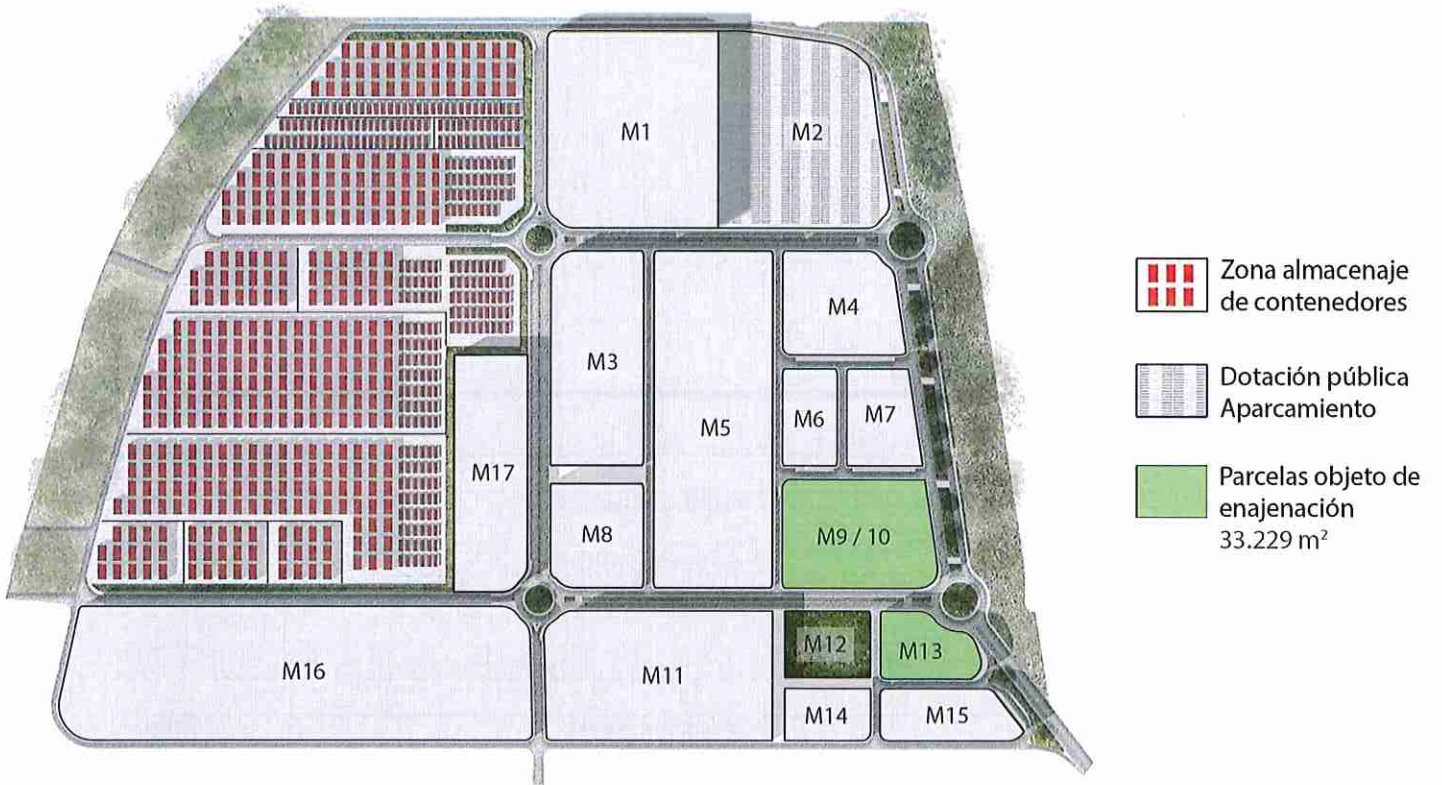 M1
M2
M3
M4
M5
M6
M7
M17
M8
M9 / 10
M16
M11
M12
M13
M14
M15
Zona almacenaje
de contenedores
Dotación pública
Aparcamiento
Parcelas objeto de
enajenación
33.229 m²